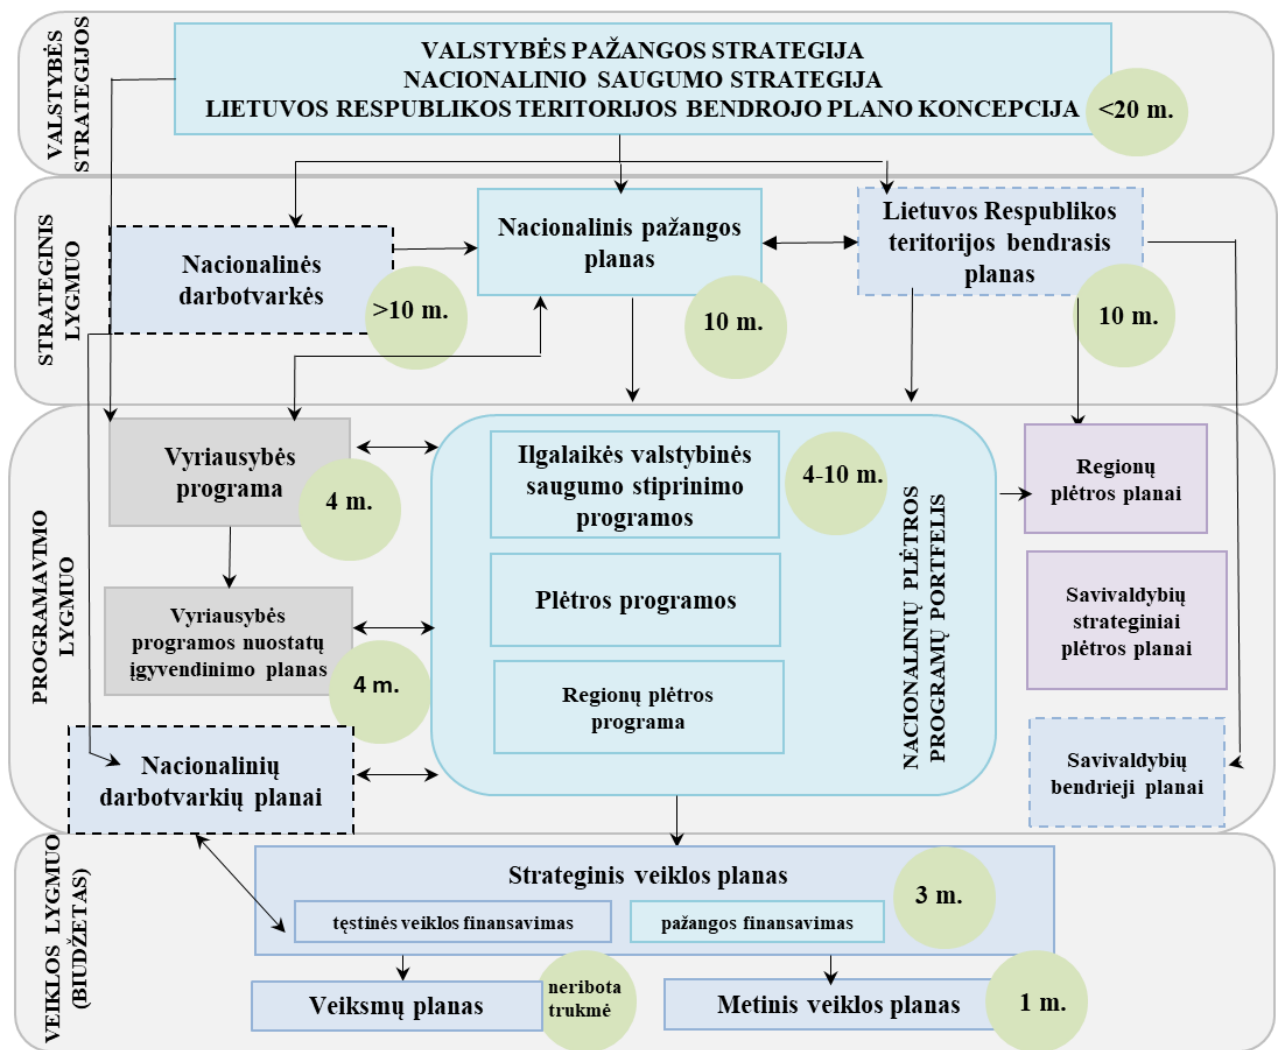 VALSTYBĖS
STRATEGIJOS
VALSTYBĖS PAŽANGOS STRATEGIJA
NACIONALINIO SAUGUMO STRATEGIJA
LIETUVOS RESPUBLIKOS TERITORIJOS BENDROJO PLANO KONCEPCIJA
<20 m.
STRATEGINIS
LYGMUO
Nacionalinės
darbotvarkės
>10 m.
Nacionalinis pažangos
planas
10 m.
Lietuvos Respublikos
teritorijos bendrasis
planas
10 m.
PROGRAMAVIMO
LYGMUO
Vyriausybės
programa
4 m.
Vyriausybės
programos nuostatų
įgyvendinimo planas
4 m.
Nacionalinių
darbotvarkių planai
Ilgalaikės valstybinės
saugumo stiprinimo
programos
4-10 m.
Plėtros programos
Regionų plėtros
programa
NACIONALINIŲ PLĖTROS
PROGRAMŲ PORTFELIS
Regionų
plėtros planai
Savivaldybių
strateginiai
plėtros planai
Savivaldybių
bendrieji planai
VEIKLOS LYGMUO
(BIUDŽETAS)
Strateginis veiklos planas
3 m.
tęstinės veiklos finansavimas
pažangos finansavimas
Veiksmų planas
neribota
trukmė
Metinis veiklos planas
1 m.